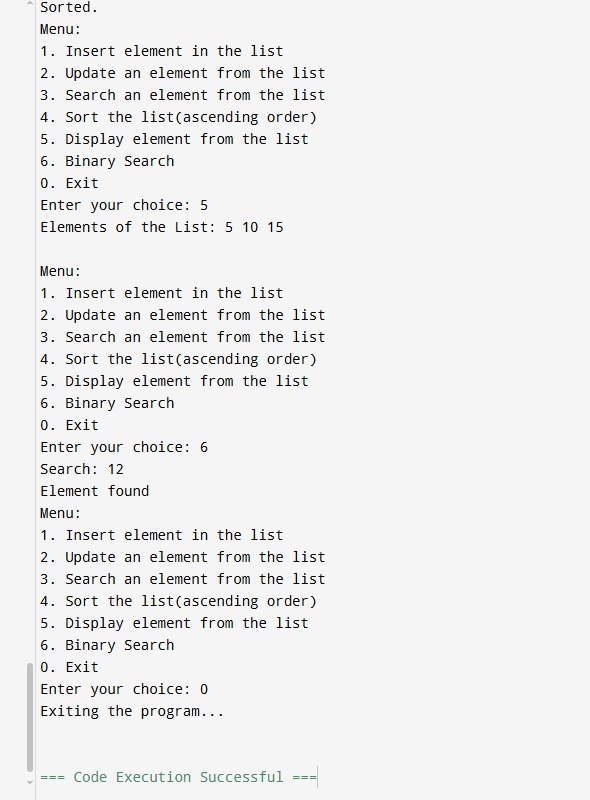 Sorted.
Menu:
1. Insert element in the list
2. Update an element from the list
3. Search an element from the list
4. Sort the list(ascending order)
5. Display element from the list
6. Binary Search
0. Exit
Enter your choice: 5
Elements of the List: 5 10 15

Menu:
1. Insert element in the list
2. Update an element from the list
3. Search an element from the list
4. Sort the list(ascending order)
5. Display element from the list
6. Binary Search
0. Exit
Enter your choice: 6
Search: 12
Element found
Menu:
1. Insert element in the list
2. Update an element from the list
3. Search an element from the list
4. Sort the list(ascending order)
5. Display element from the list
6. Binary Search
0. Exit
Enter your choice: 0
Exiting the program...

=== Code Execution Successful ===